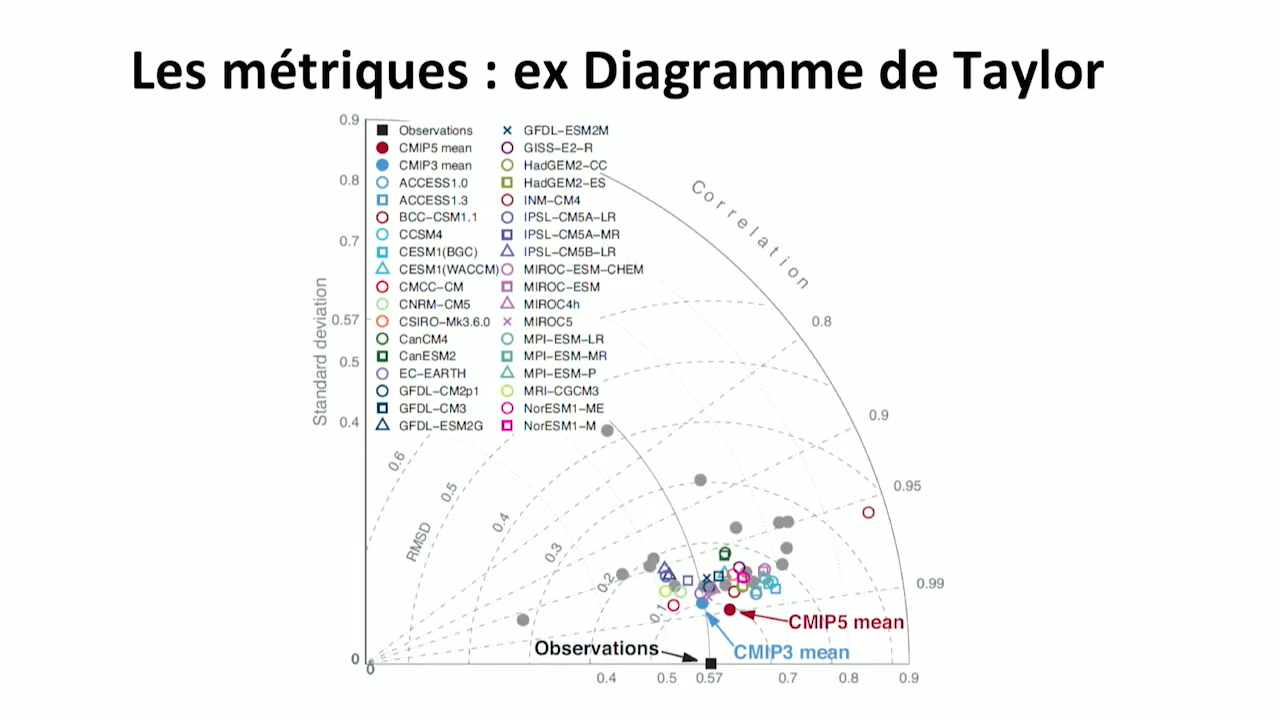 Les métriques : ex Diagramme de Taylor
0.9
0.8
0.7
0.57
0.5
0.4
0
Standard deviation
Observations
CMIP5 mean
CMIP3 mean
ACCESS1.0
ACCESS1.3
BCC−CSM1.1
CCSM4
CESM1(BGC)
CESM1(WACCM)
CMCC−CM
CNRM−CM5
CSIRO−Mk3.6.0
CanCM4
CanESM2
EC−EARTH
GFDL−CM2p1
GFDL−CM3
GFDL−ESM2G
GFDL−ESM2M
GISS−E2−R
HadGEM2−CC
HadGEM2−ES
INM−CM4
IPSL−CM5A−LR
IPSL−CM5A−MR
IPSL−CM5B−LR
MIROC−ESM−CHEM
MIROC−ESM
MIROC4h
MIROC5
MPI−ESM−LR
MPI−ESM−MR
MPI−ESM−P
MRI−CGCM3
NorESM1−ME
NorESM1−M
Correlation
0.8
0.9
0.95
0.99
RMSD
0.6
0.5
0.4
0.3
0.2
0.1
CMIP5 mean
Observations
CMIP3 mean
0
0.4
0.5
0.57
0.7
0.8
0.9